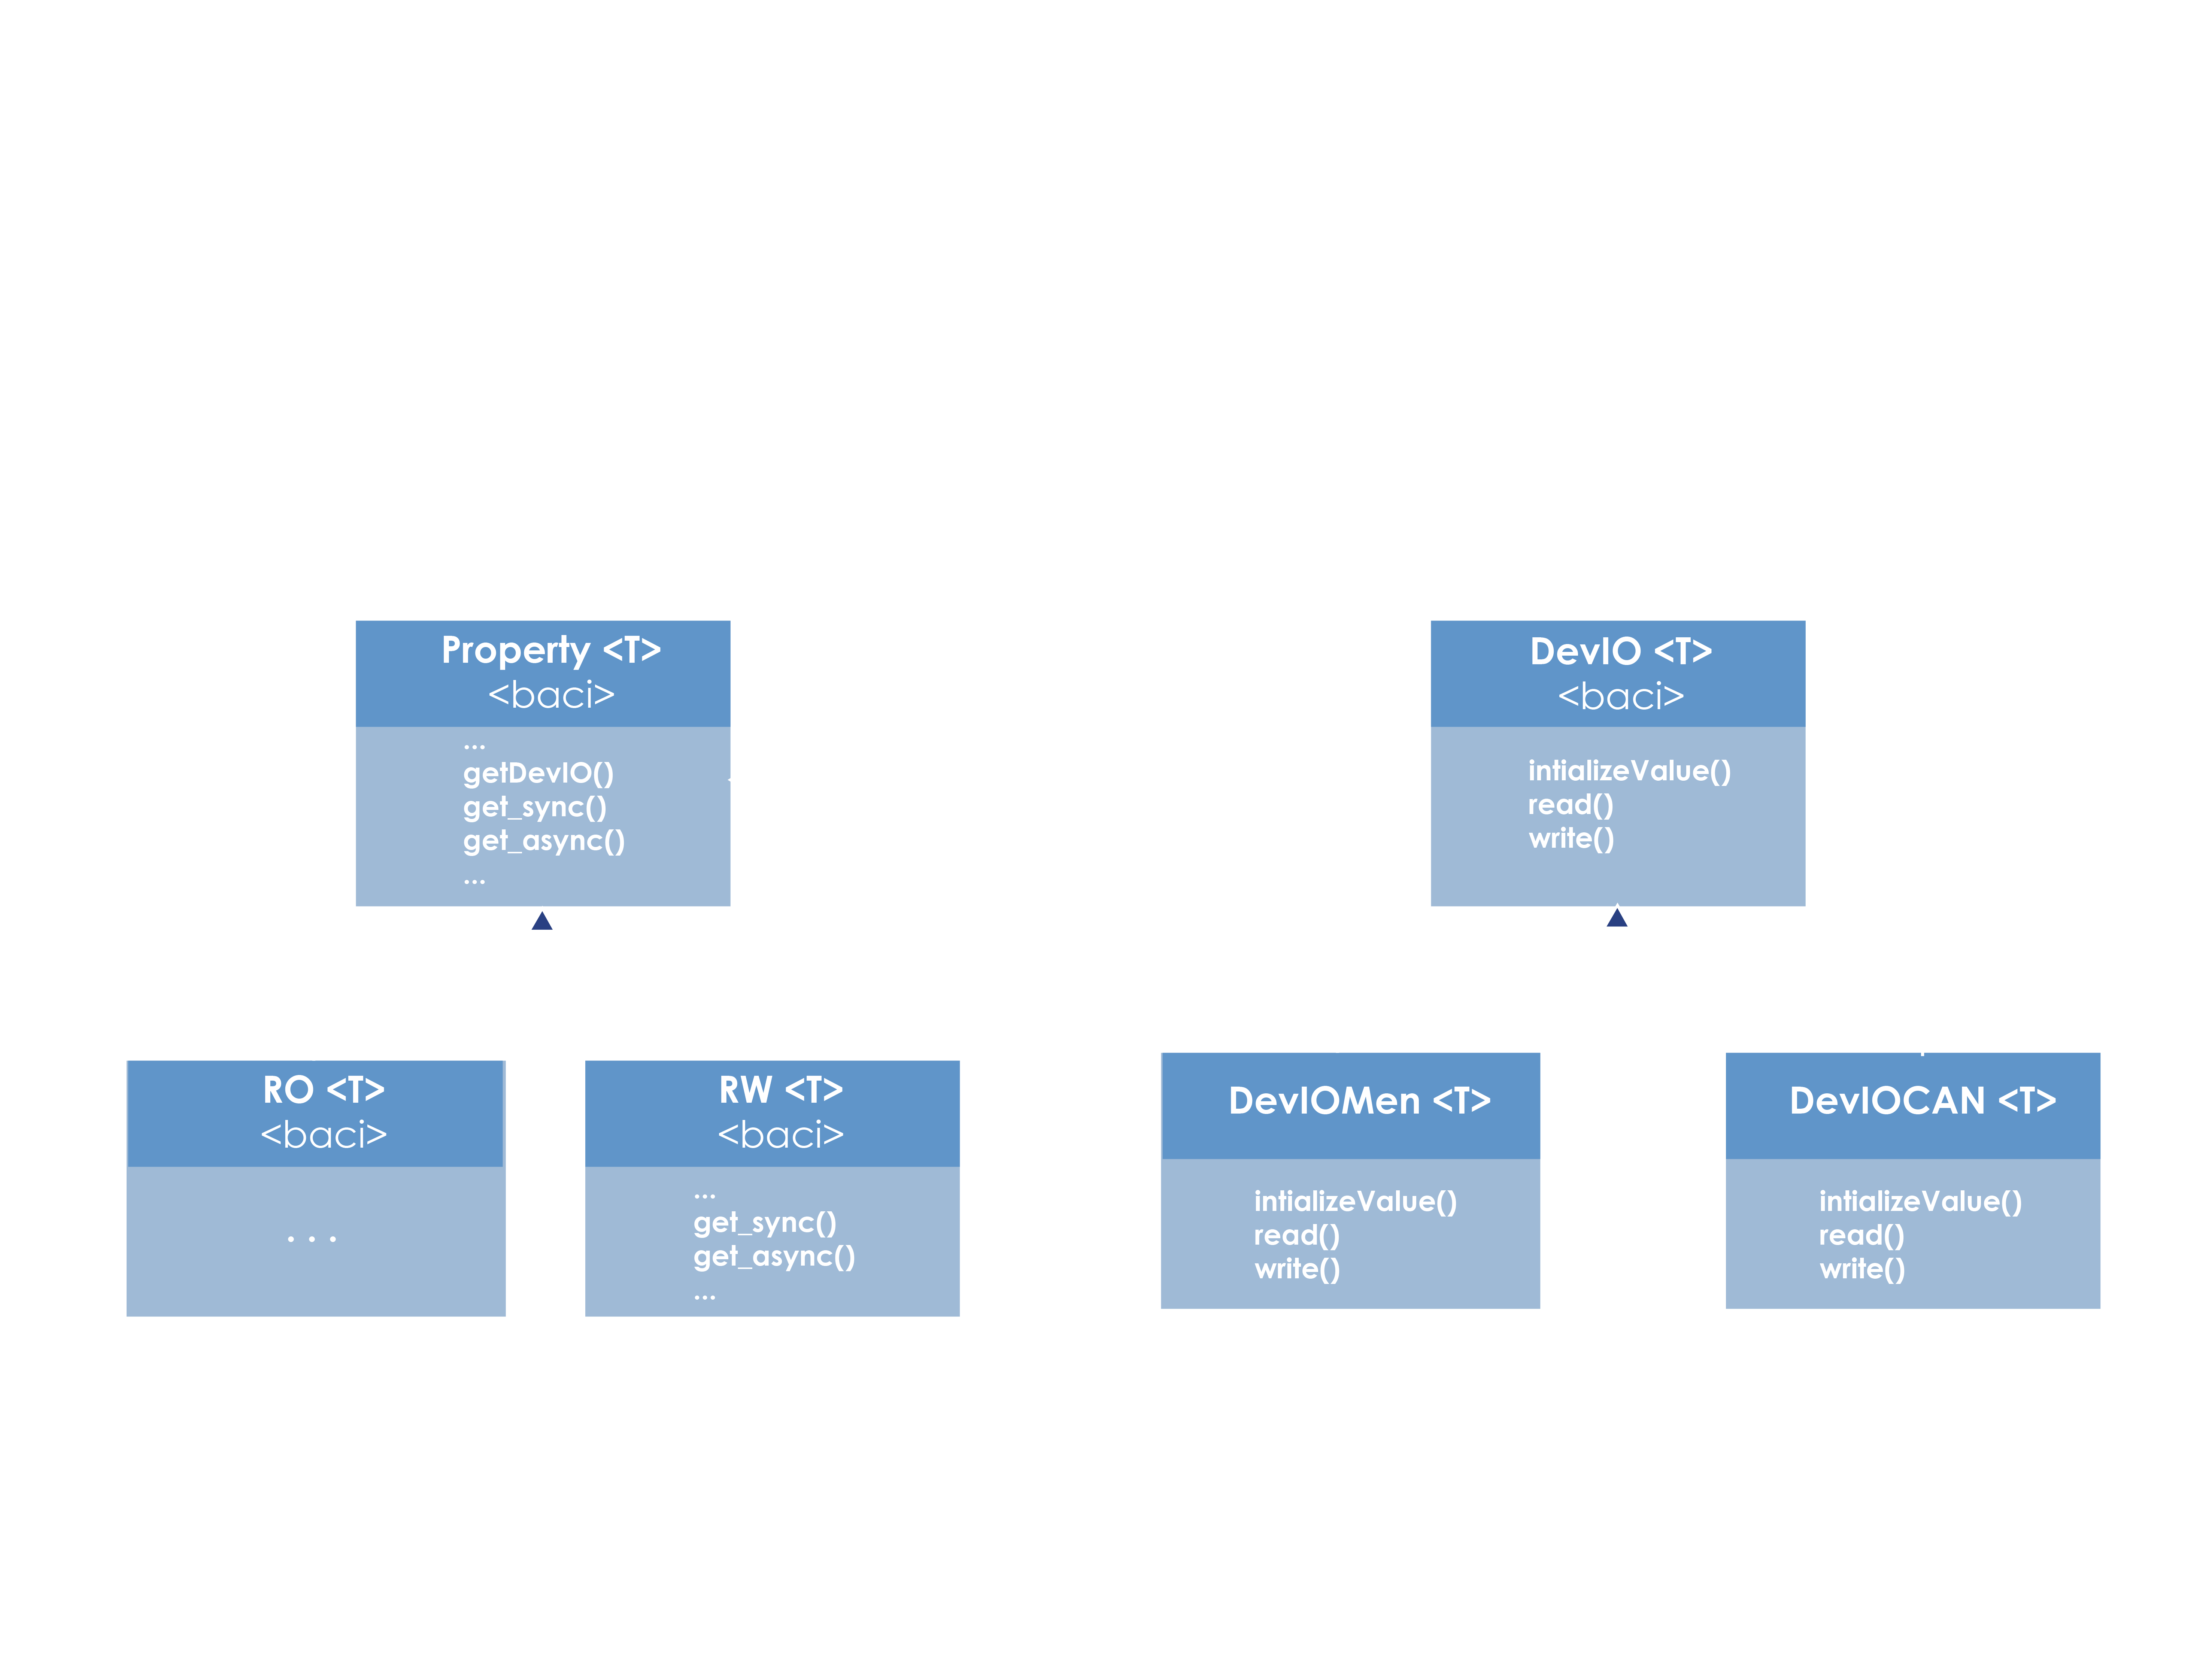 Property <T>
<baci>
...
getDevIO()
get_sync()
get_async()
...
DevIO <T>
<baci>
intializeValue()
read()
write()
RO <T>
<baci>
. . .
RW <T>
<baci>
...
get_sync()
get_async()
...
DevIOMen <T>
intializeValue()
read()
write()
DevIOCAN <T>
intializeValue()
read()
write()